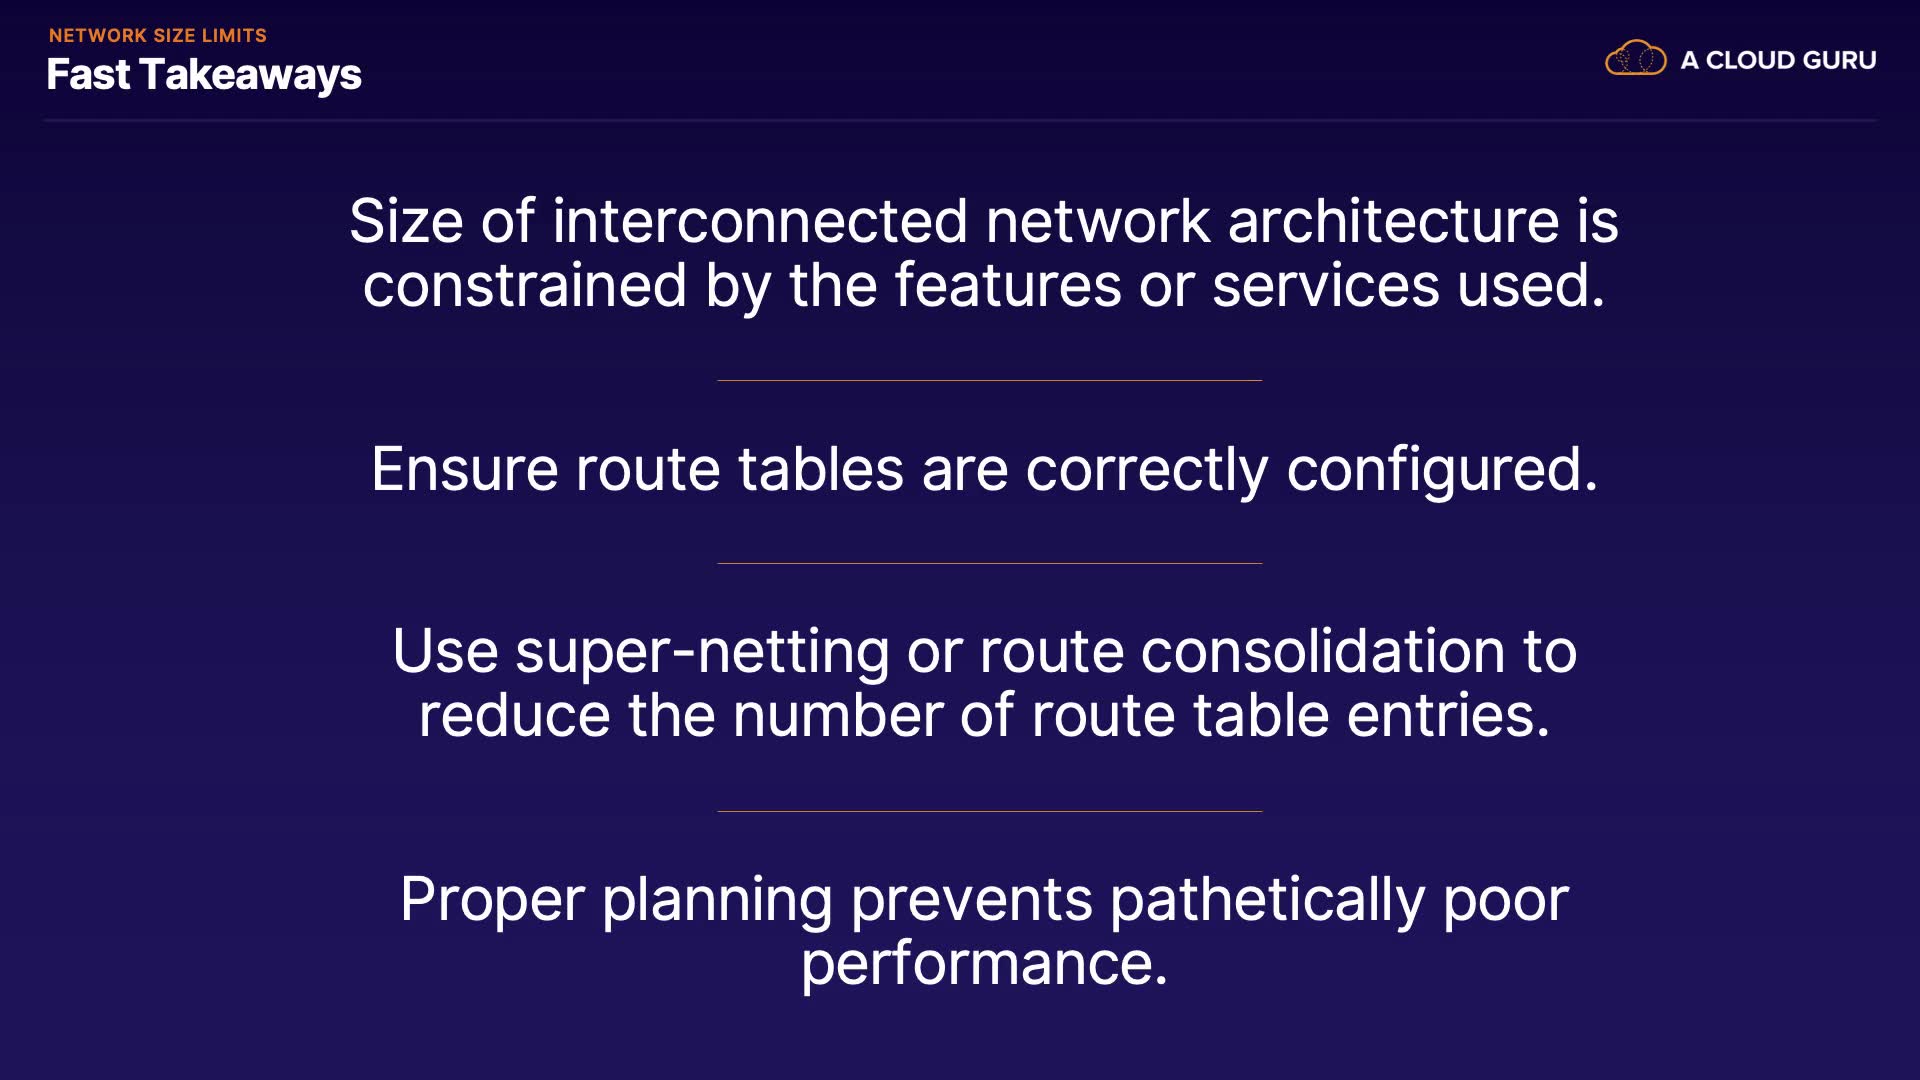 NETWORK SIZE LIMITS
Fast Takeaways
A CLOUD GURU
Size of interconnected network architecture is
constrained by the features or services used.
Ensure route tables are correctly configured.
Use super-netting or route consolidation to
reduce the number of route table entries.
Proper planning prevents pathetically poor
performance.